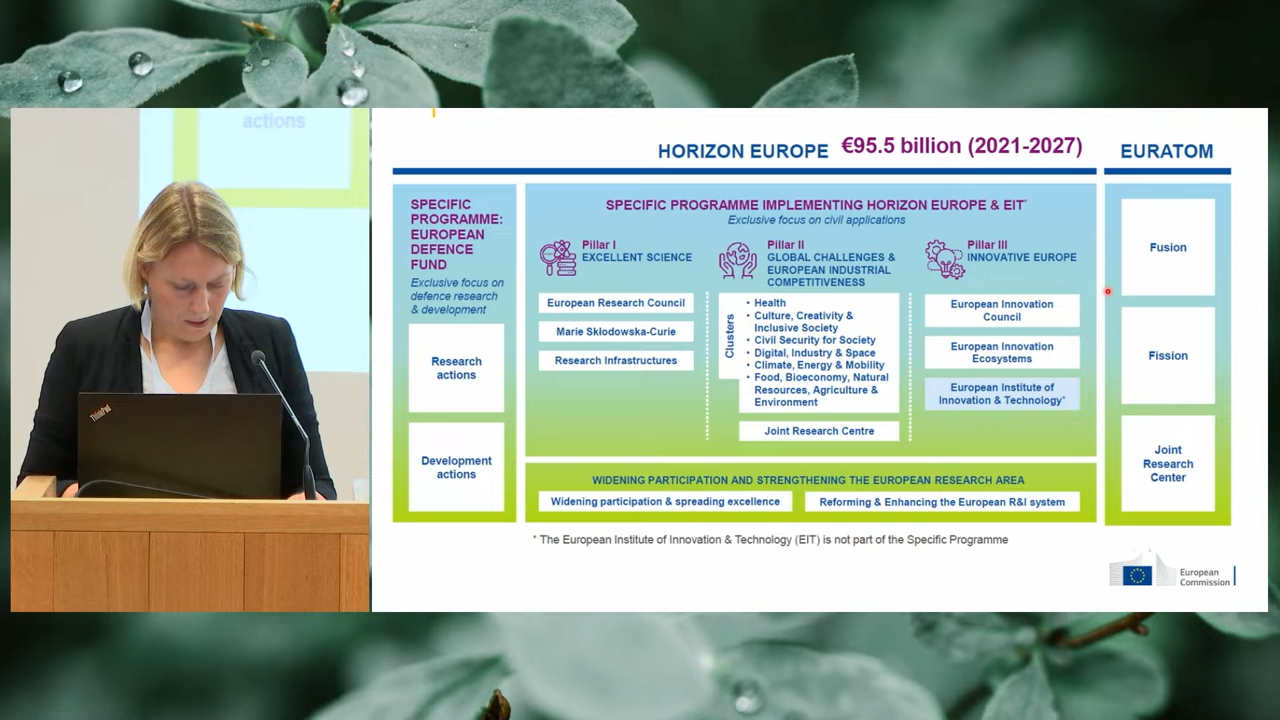 actions
ThinkPad
HORIZON EUROPE €95.5 billion (2021-2027)
EURATOM
SPECIFIC
PROGRAMME:
EUROPEAN
DEFENCE
FUND
Exclusive focus on
defence research
& development
Research
actions
Development
actions
SPECIFIC PROGRAMME IMPLEMENTING HORIZON EUROPE & EIT*
Exclusive focus on civil applications
Pillar I
EXCELLENT SCIENCE
European Research Council
Marie Skłodowska-Curie
Research Infrastructures
Pillar II
GLOBAL CHALLENGES &
EUROPEAN INDUSTRIAL
COMPETITIVENESS
Clusters
• Health
• Culture, Creativity &
Inclusive Society
• Civil Security for Society
• Digital, Industry & Space
• Climate, Energy & Mobility
• Food, Bioeconomy, Natural
Resources, Agriculture &
Environment
Joint Research Centre
Pillar III
INNOVATIVE EUROPE
European Innovation
Council
European Innovation
Ecosystems
European Institute of
Innovation & Technology*
WIDENING PARTICIPATION AND STRENGTHENING THE EUROPEAN RESEARCH AREA
Widening participation & spreading excellence
Reforming & Enhancing the European R&I system
Fusion
Fission
Joint
Research
Center
* The European Institute of Innovation & Technology (EIT) is not part of the Specific Programme
European
Commission